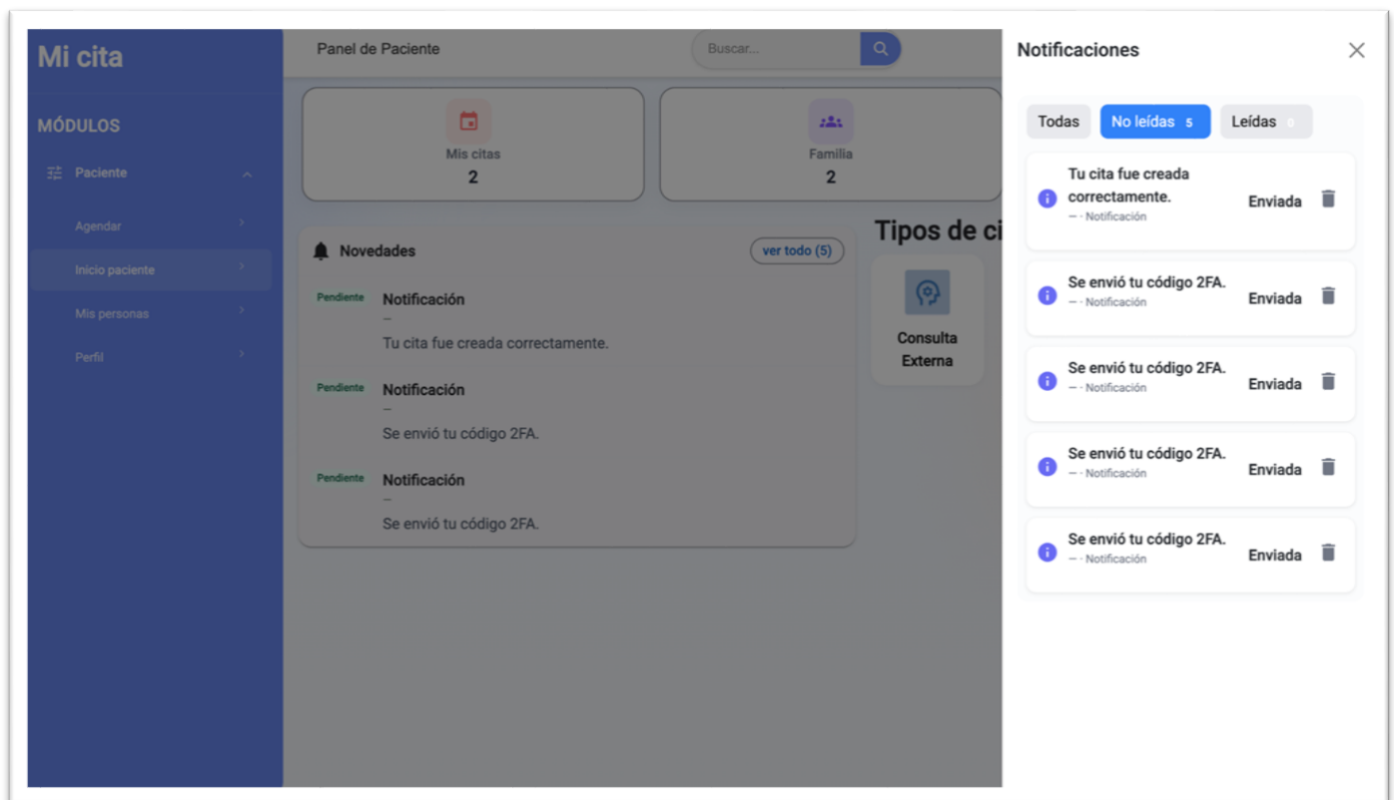 Mi cita
MÓDULOS
Paciente
Agendar
Inicio paciente
Mis personas
Perfil
Panel de Paciente
Buscar...
Mis citas
2
Familia
2
Novedades
ver todo (5)
Pendiente
Notificación
–
Tu cita fue creada correctamente.
Pendiente
Notificación
–
Se envió tu código 2FA.
Pendiente
Notificación
–
Se envió tu código 2FA.
Tipos de ci
Consulta
Externa
Notificaciones
Todas
No leídas 5
Leídas 0
Tu cita fue creada
correctamente.
– · Notificación
Enviada
Se envió tu código 2FA.
– · Notificación
Enviada
Se envió tu código 2FA.
– · Notificación
Enviada
Se envió tu código 2FA.
– · Notificación
Enviada
Se envió tu código 2FA.
– · Notificación
Enviada